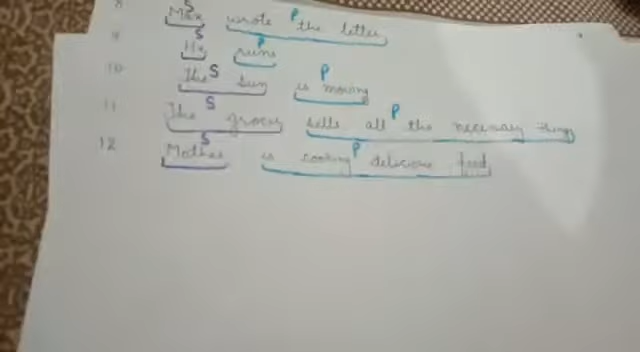 8 Max wrote the letter
S P
9 He runs
S P
10 The Sun is moving
S P
11 The grocer sells all the necessary things
S P
12 Mother is cooking delicious food
S P